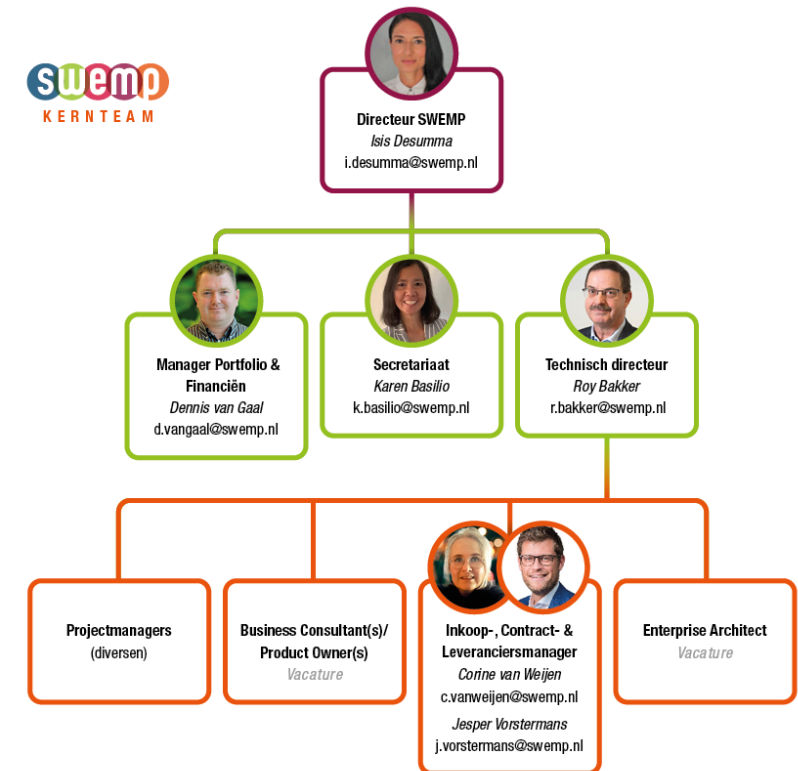 swemp
KERNTEAM
Directeur SWEMP
Isis Desumma
i.desumma@swemp.nl
Manager Portfolio &
Financiën
Dennis van Gaal
d.vangaal@swemp.nl
Secretariaat
Karen Basilio
k.basilio@swemp.nl
Technisch directeur
Roy Bakker
r.bakker@swemp.nl
Projectmanagers
(diversen)
Business Consultant(s)/
Product Owner(s)
Vacature
Inkoop-, Contract- &
Leveranciersmanager
Corine van Weijen
c.vanweijen@swemp.nl
Jesper Vorstermans
j.vorstermans@swemp.nl
Enterprise Architect
Vacature